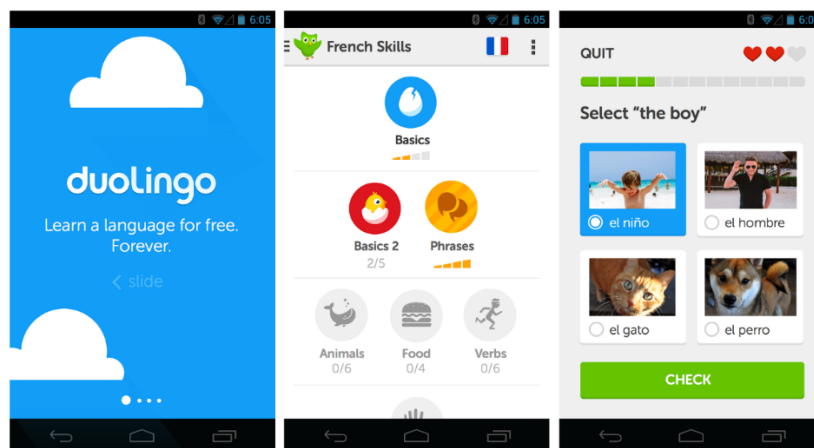 6:05
duolingo
Learn a language for free.
Forever.
< slide
6:05
French Skills
Basics
Basics 2
Phrases
2/5
Animals
Food
Verbs
0/6
0/4
0/6
QUIT
Select “the boy”
el niño
el hombre
el gato
el perro
CHECK